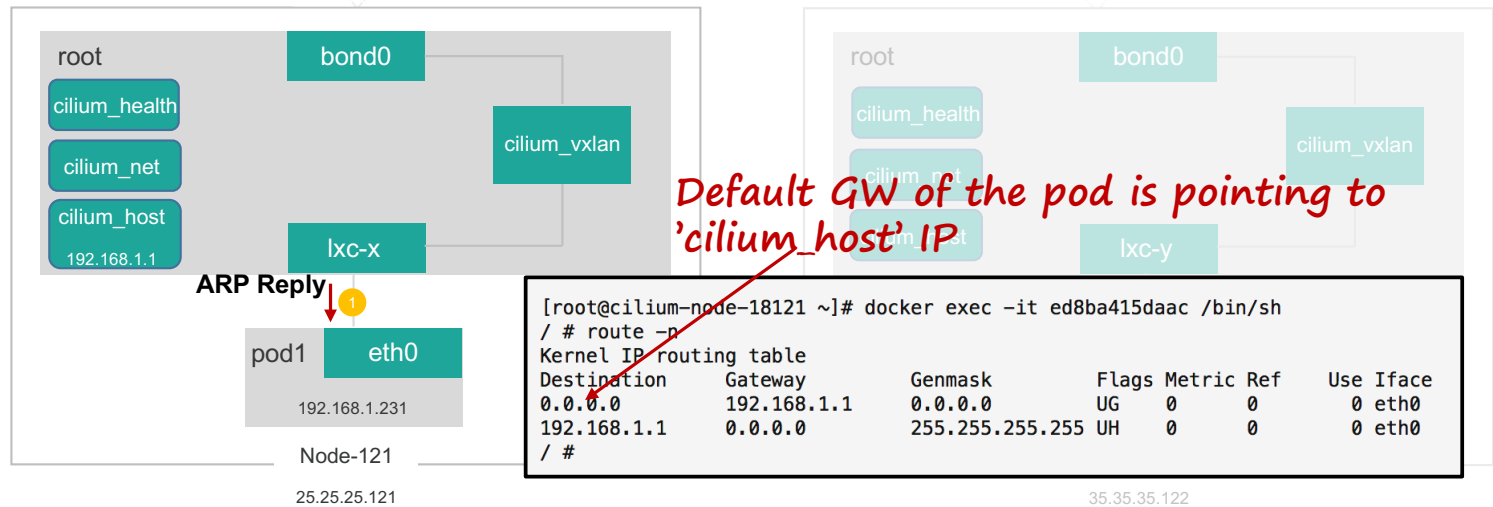 root
bond0
cilium_health
cilium_net
cilium_host
192.168.1.1
cilium_vxlan
lxc-x
ARP Reply
1
pod1
eth0
192.168.1.231
Node-121
25.25.25.121
root
bond0
cilium_health
cilium_net
cilium_host
cilium_vxlan
lxc-y
Default GW of the pod is pointing to
’cilium_host’ IP
[root@cilium-node-18121 ~]# docker exec -it ed8ba415daac /bin/sh
/ # route -n
Kernel IP routing table
Destination Gateway Genmask Flags Metric Ref Use Iface
0.0.0.0 192.168.1.1 0.0.0.0 UG 0 0 0 eth0
192.168.1.1 0.0.0.0 255.255.255.255 UH 0 0 0 eth0
/ #
35.35.35.122